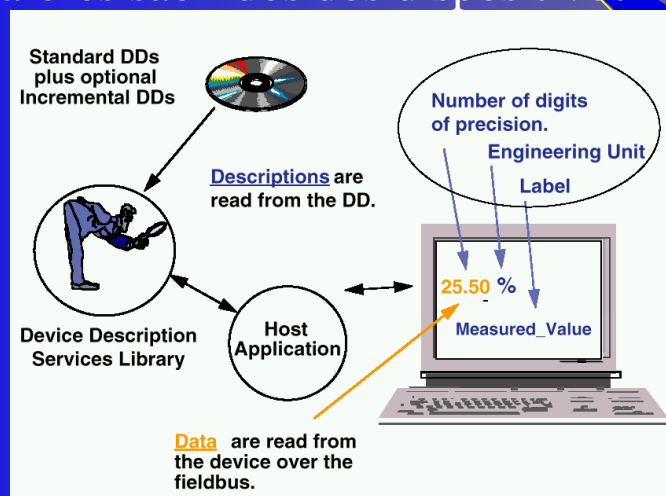 Standard DDs
plus optional
Incremental DDs
Number of digits
of precision.
Engineering Unit
Label
Descriptions are
read from the DD.
25.50 %
Measured_Value
Device Description
Services Library
Host
Application
Data are read from
the device over the
fieldbus.